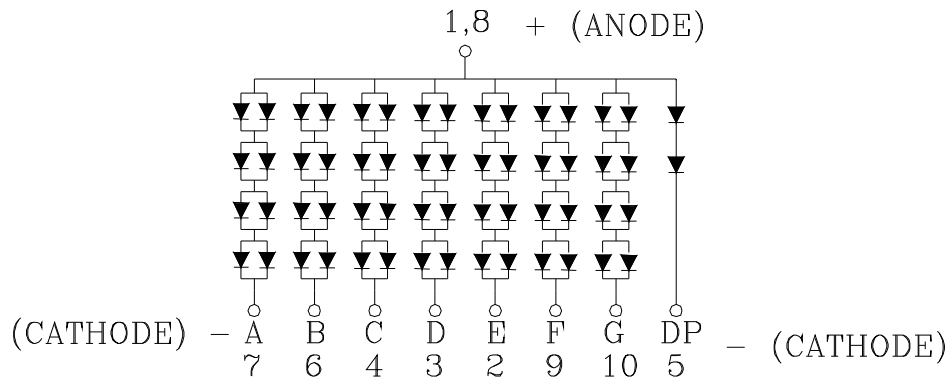 1,8 + (ANODE)
(CATHODE) - A B C D E F G DP - (CATHODE)
7 6 4 3 2 9 10 5